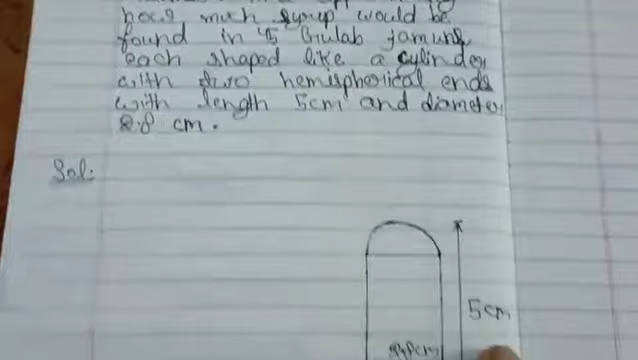 how much syrup would be
found in 45 Gulab jamuns
each shaped like a cylinder
with two hemispherical ends
with length 5cm and diameter
2.8 cm.
Sol:
5cm